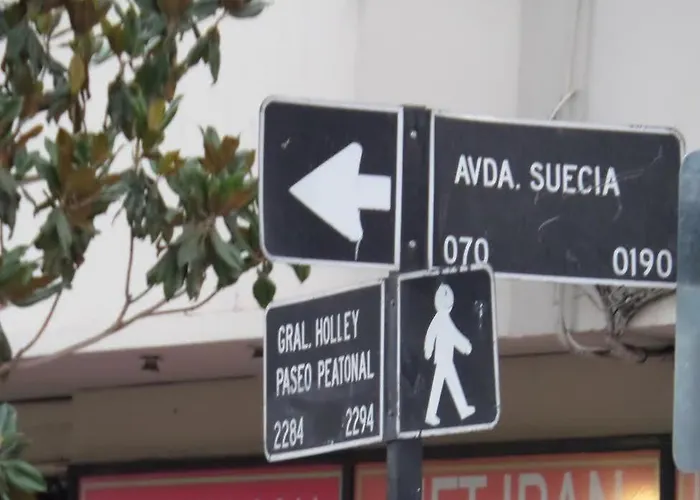 AVDA. SUECIA
070 0190
GRAL. HOLLEY
PASEO PEATONAL
2284 2294